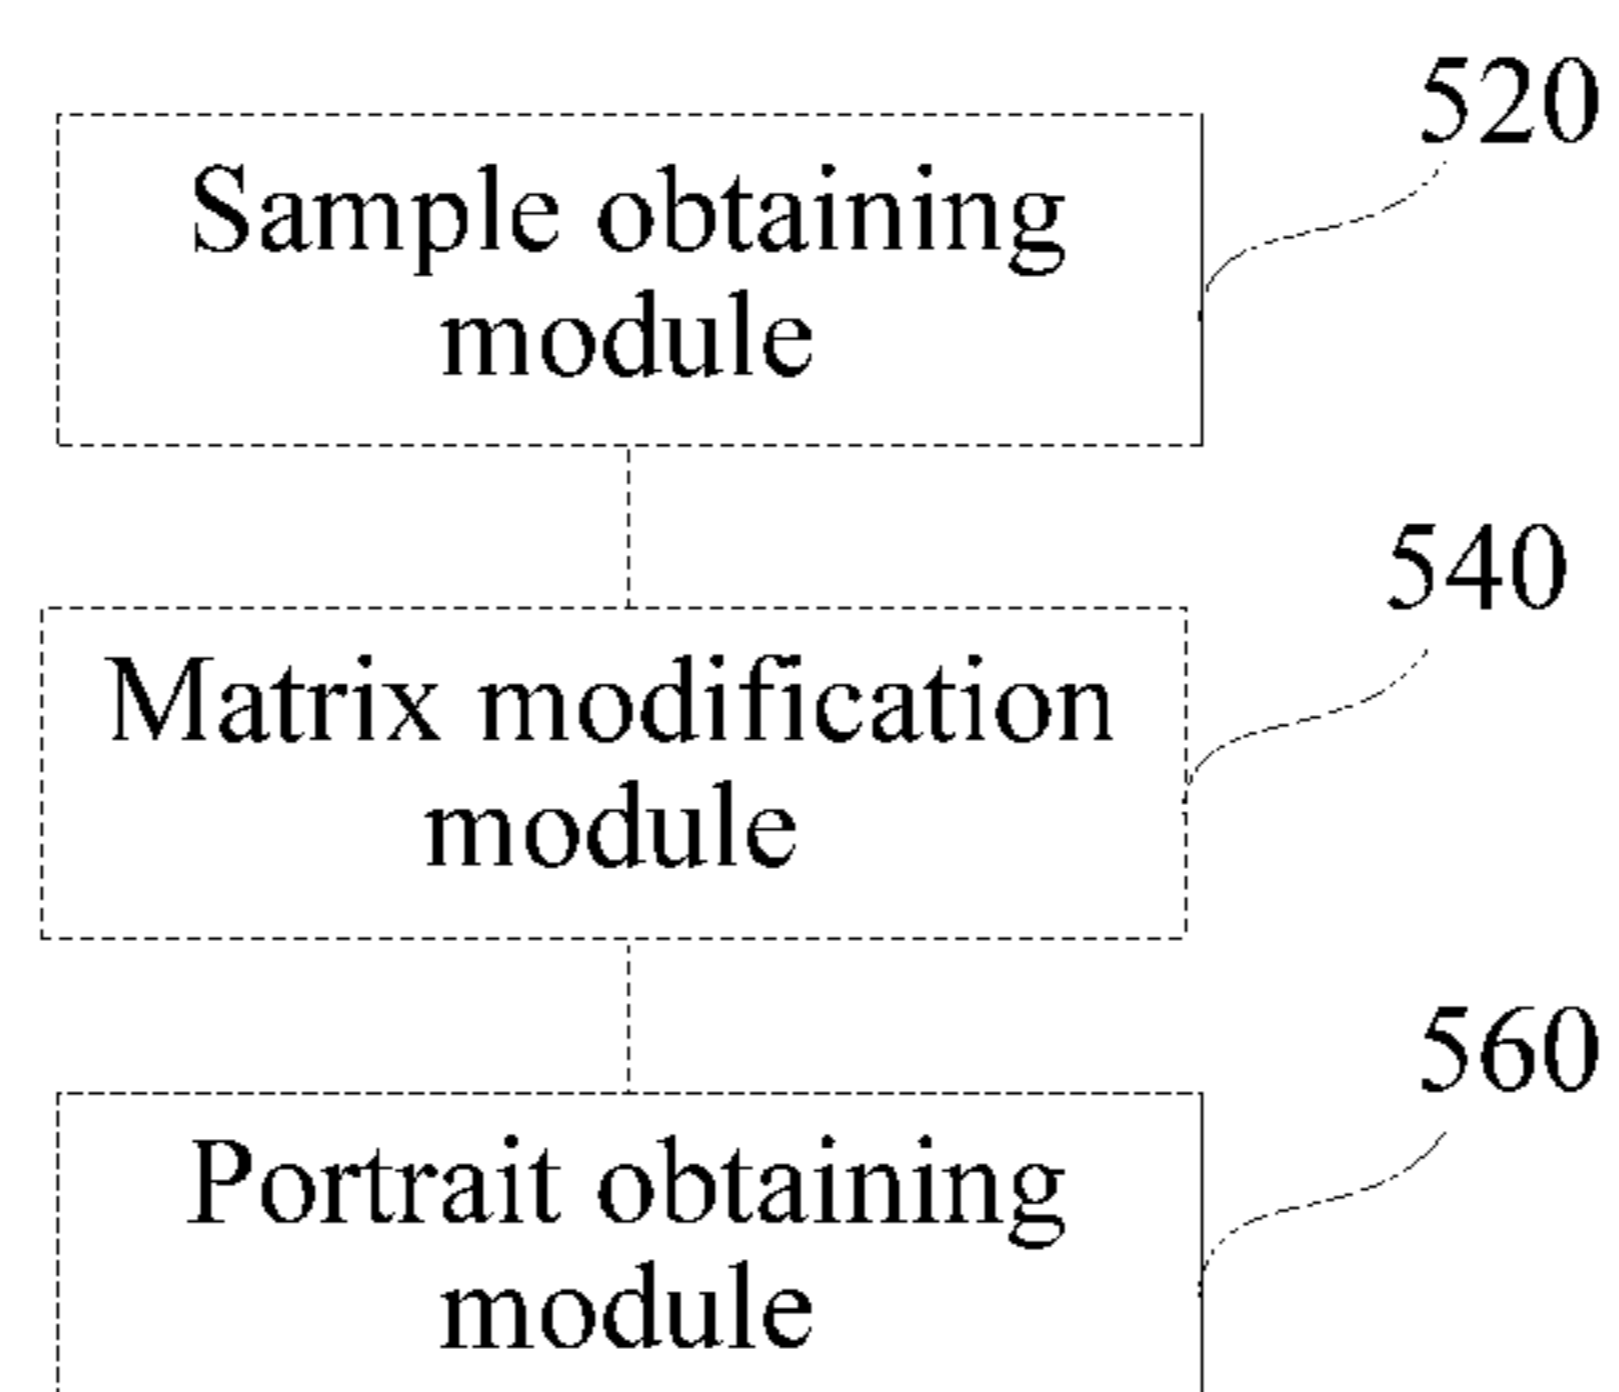 520
Sample obtaining
module
540
Matrix modification
module
560
Portrait obtaining
module